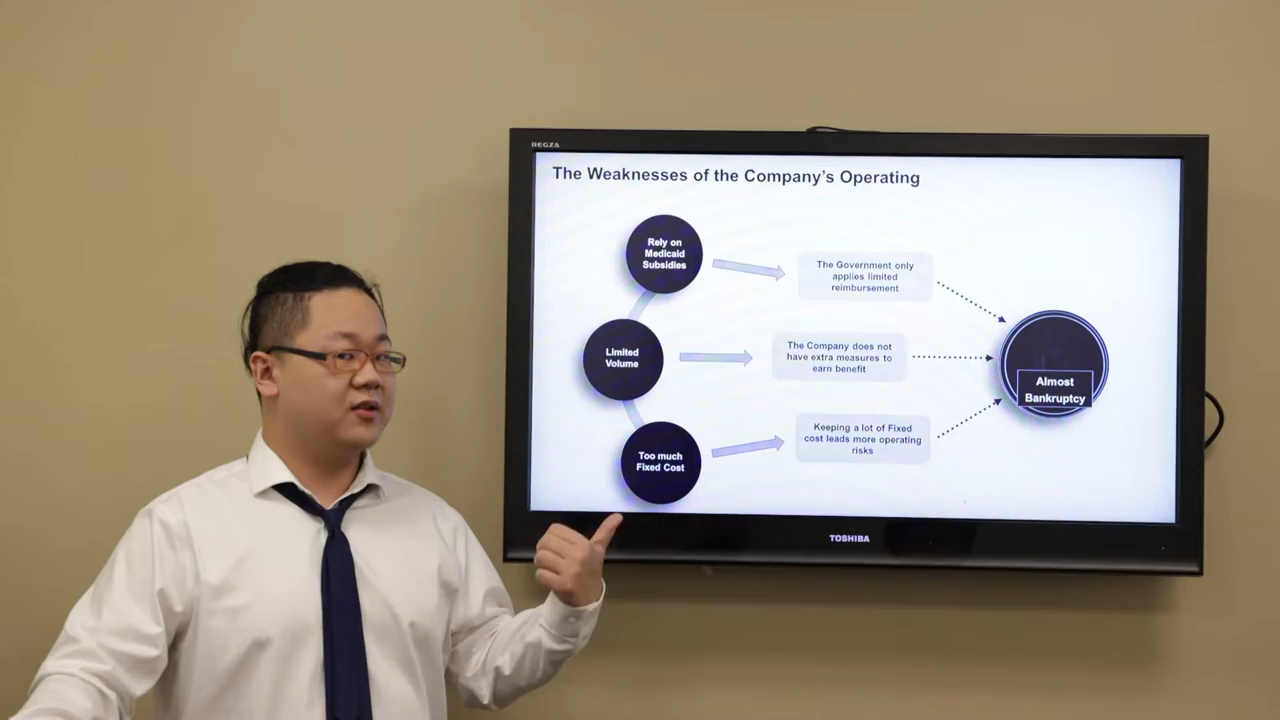 REGZA
The Weaknesses of the Company's Operating
Rely on
Medicaid
Subsidies
The Government only
applies limited
reimbursement
Limited
Volume
The Company does not
have extra measures to
earn benefit
Almost
Bankruptcy
Too much
Fixed Cost
Keeping a lot of Fixed
cost leads more operating
risks
TOSHIBA